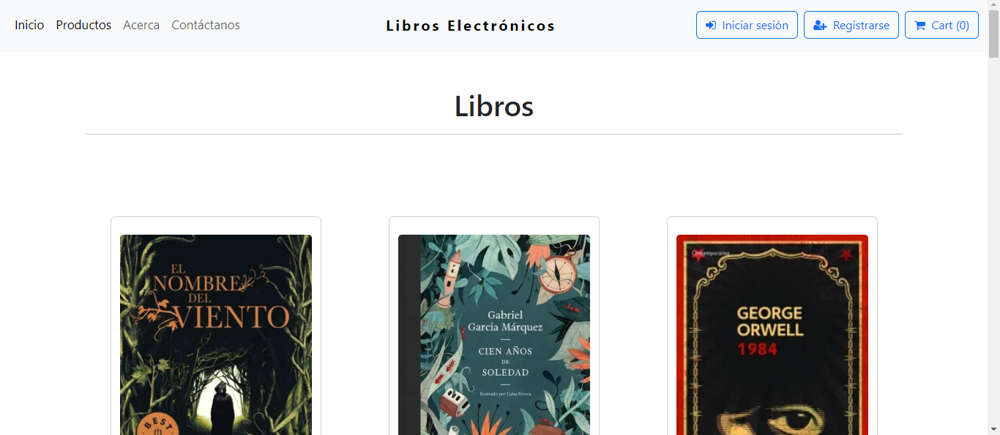 Inicio Productos Acerca Contáctanos Libros Electrónicos Iniciar sesión Registrarse Cart (0)
Libros
EL
NOMBRE
DEL
VIENTO
BEST
Gabriel
García Márquez
CIEN AÑOS
DE
SOLEDAD
Ilustrado por Luisa Rivera
Contemporánea
GEORGE
ORWELL
1984